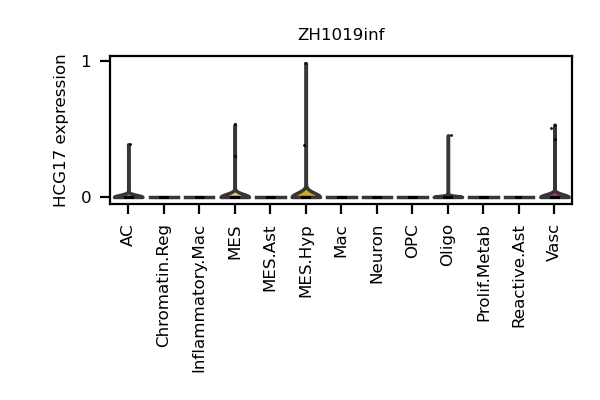 ZH1019inf
HCG17 expression
1
0
AC
Chromatin.Reg
Inflammatory.Mac
MES
MES.Ast
MES.Hyp
Mac
Neuron
OPC
Oligo
Prolif.Metab
Reactive.Ast
Vasc